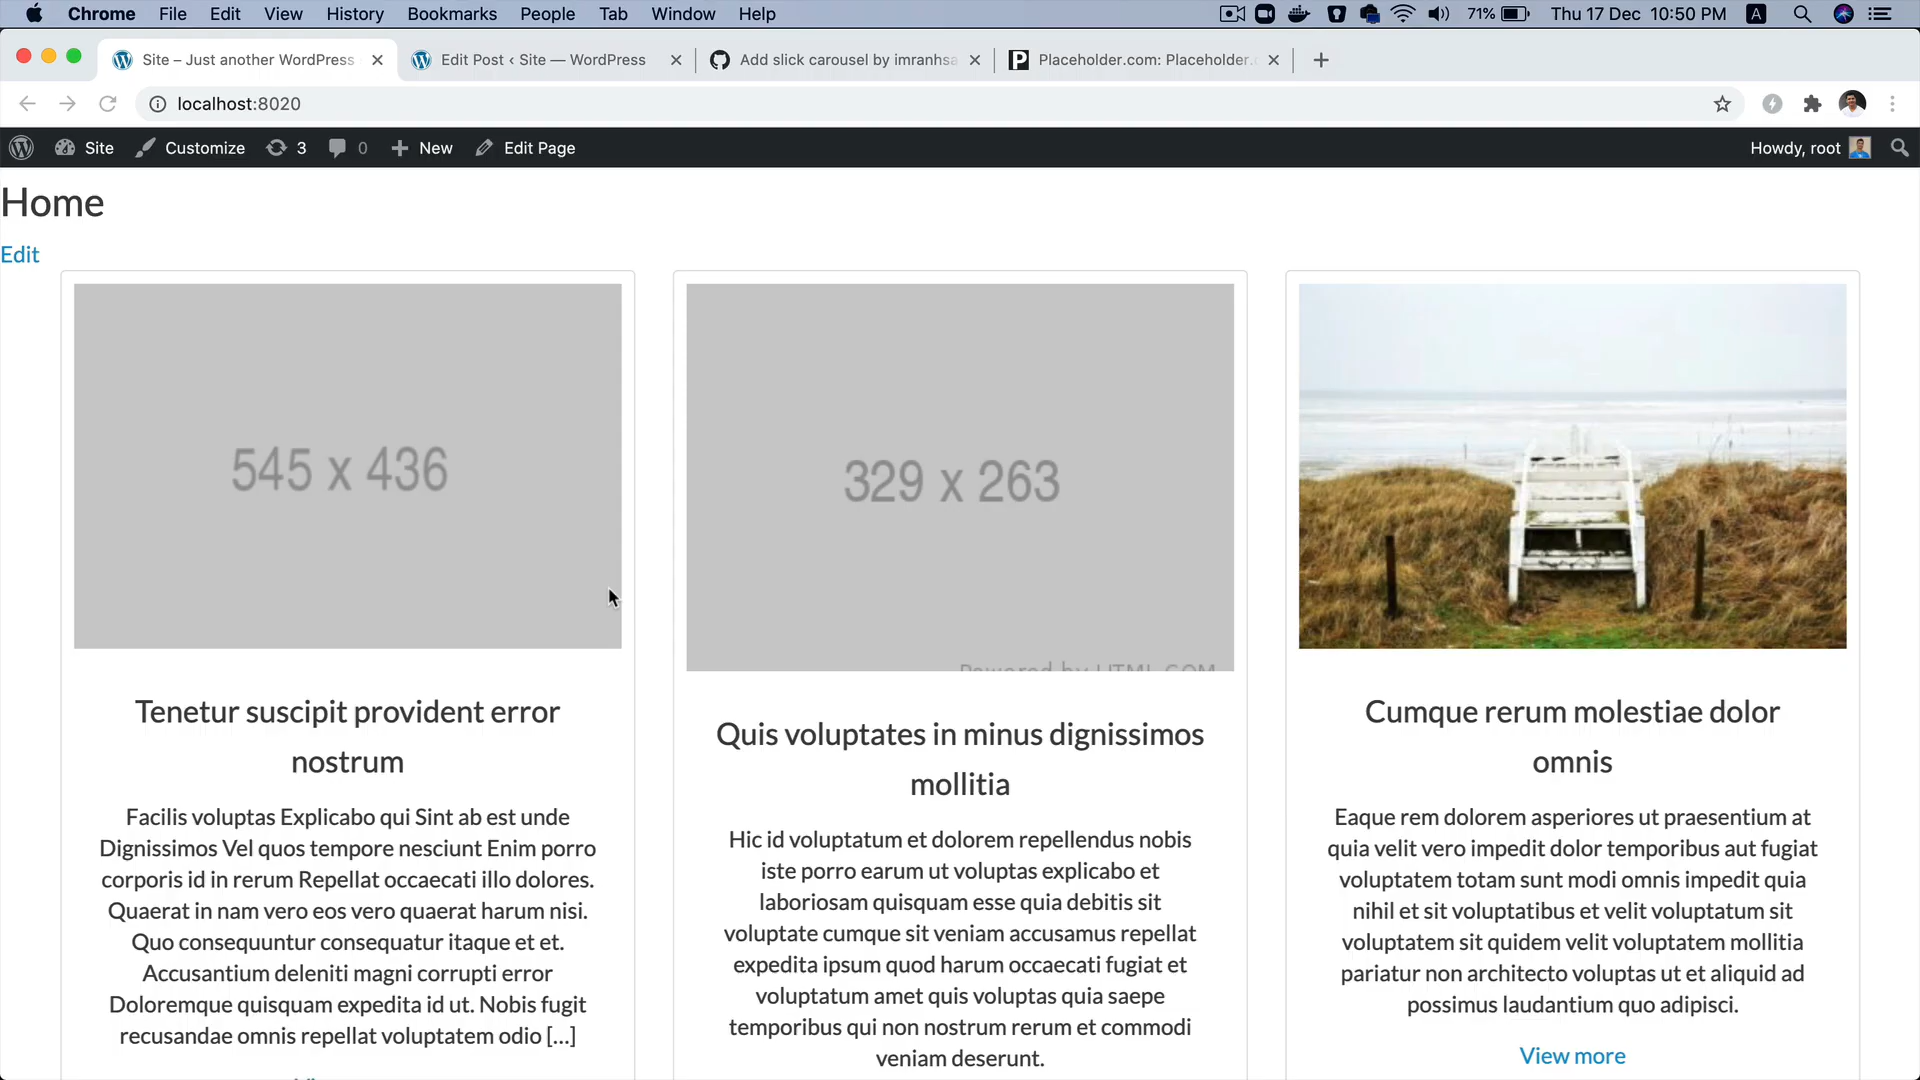 Chrome File Edit View History Bookmarks People Tab Window Help 71% Thu 17 Dec 10:50 PM A
Site – Just another WordPress
Edit Post ‹ Site — WordPress
Add slick carousel by imranhsa
Placeholder.com: Placeholder.
localhost:8020
Site Customize 3 0 New Edit Page Howdy, root
Home
Edit
545 x 436
Tenetur suscipit provident error
nostrum
Facilis voluptas Explicabo qui Sint ab est unde
Dignissimos Vel quos tempore nesciunt Enim porro
corporis id in rerum Repellat occaecati illo dolores.
Quaerat in nam vero eos vero quaerat harum nisi.
Quo consequuntur consequatur itaque et et.
Accusantium deleniti magni corrupti error
Doloremque quisquam expedita id ut. Nobis fugit
recusandae omnis repellat voluptatem odio […]
329 x 263
Powered by HTML.COM
Quis voluptates in minus dignissimos
mollitia
Hic id voluptatum et dolorem repellendus nobis
iste porro earum ut voluptas explicabo et
laboriosam quisquam esse quia debitis sit
voluptate cumque sit veniam accusamus repellat
expedita ipsum quod harum occaecati fugiat et
voluptatum amet quis voluptas quia saepe
temporibus qui non nostrum rerum et commodi
veniam deserunt.
Cumque rerum molestiae dolor
omnis
Eaque rem dolorem asperiores ut praesentium at
quia velit vero impedit dolor temporibus aut fugiat
voluptatem totam sunt modi omnis impedit quia
nihil et sit voluptatibus et velit voluptatum sit
voluptatem sit quidem velit voluptatem mollitia
pariatur non architecto voluptas ut et aliquid ad
possimus laudantium quo adipisci.
View more